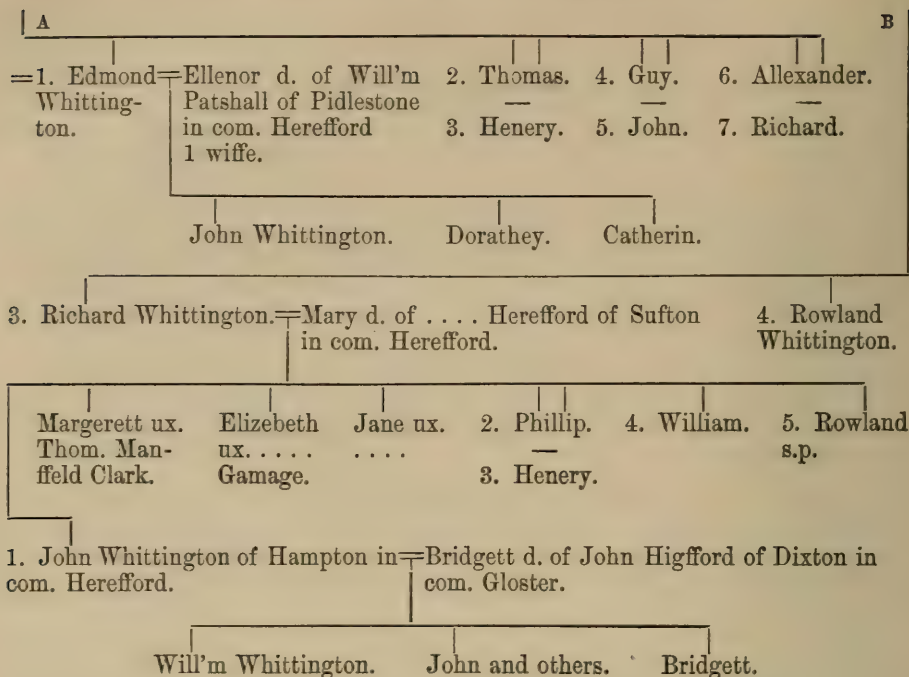 A B
=1. Edmond=Ellenor d. of Will'm 2. Thomas. 4. Guy. 6. Allexander.
Whitting- Patshall of Pidlestone — — —
ton. in com. Herefford 3. Henery. 5. John. 7. Richard.
1 wiffe.
John Whittington. Dorathey. Catherin.
3. Richard Whittington.=Mary d. of . . . . Herefford of Sufton 4. Rowland
in com. Hereford. Whittington.
Margerett ux. Elizebeth Jane ux. 2. Phillip. 4. William. 5. Rowland
Thom. Man- ux. . . . . . . . . — s.p.
ffeld Clark. Gamage. 3. Henery.
1. John Whittington of Hampton in=Bridgett d. of John Higfford of Dixton in
com. Herefford. com. Gloster.
Will'm Whittington. John and others. Bridgett.